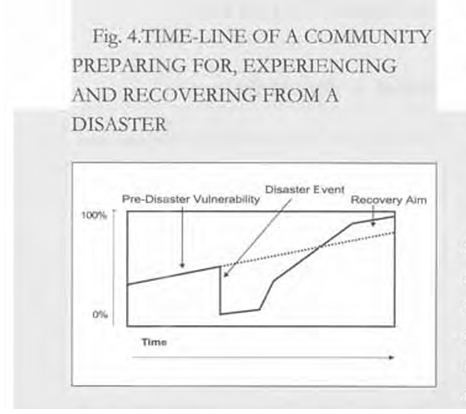 Fig. 4.TIME-LINE OF A COMMUNITY
PREPARING FOR, EXPERIENCING
AND RECOVERING FROM A
DISASTER
Disaster Event
Pre-Disaster Vulnerability
Recovery Aim
100%
0%
Time